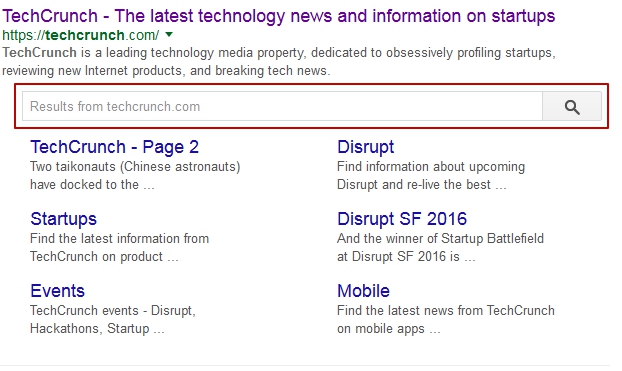 TechCrunch - The latest technology news and information on startups
https://techcrunch.com/
TechCrunch is a leading technology media property, dedicated to obsessively profiling startups,
reviewing new Internet products, and breaking tech news.
Results from techcrunch.com
TechCrunch - Page 2
Two taikonauts (Chinese astronauts)
have docked to the ...
Disrupt
Find information about upcoming
Disrupt and re-live the best ...
Startups
Find the latest information from
TechCrunch on product ...
Disrupt SF 2016
And the winner of Startup Battlefield
at Disrupt SF 2016 is ...
Events
TechCrunch events - Disrupt,
Hackathons, Startup ...
Mobile
Find the latest news from TechCrunch
on mobile apps ...